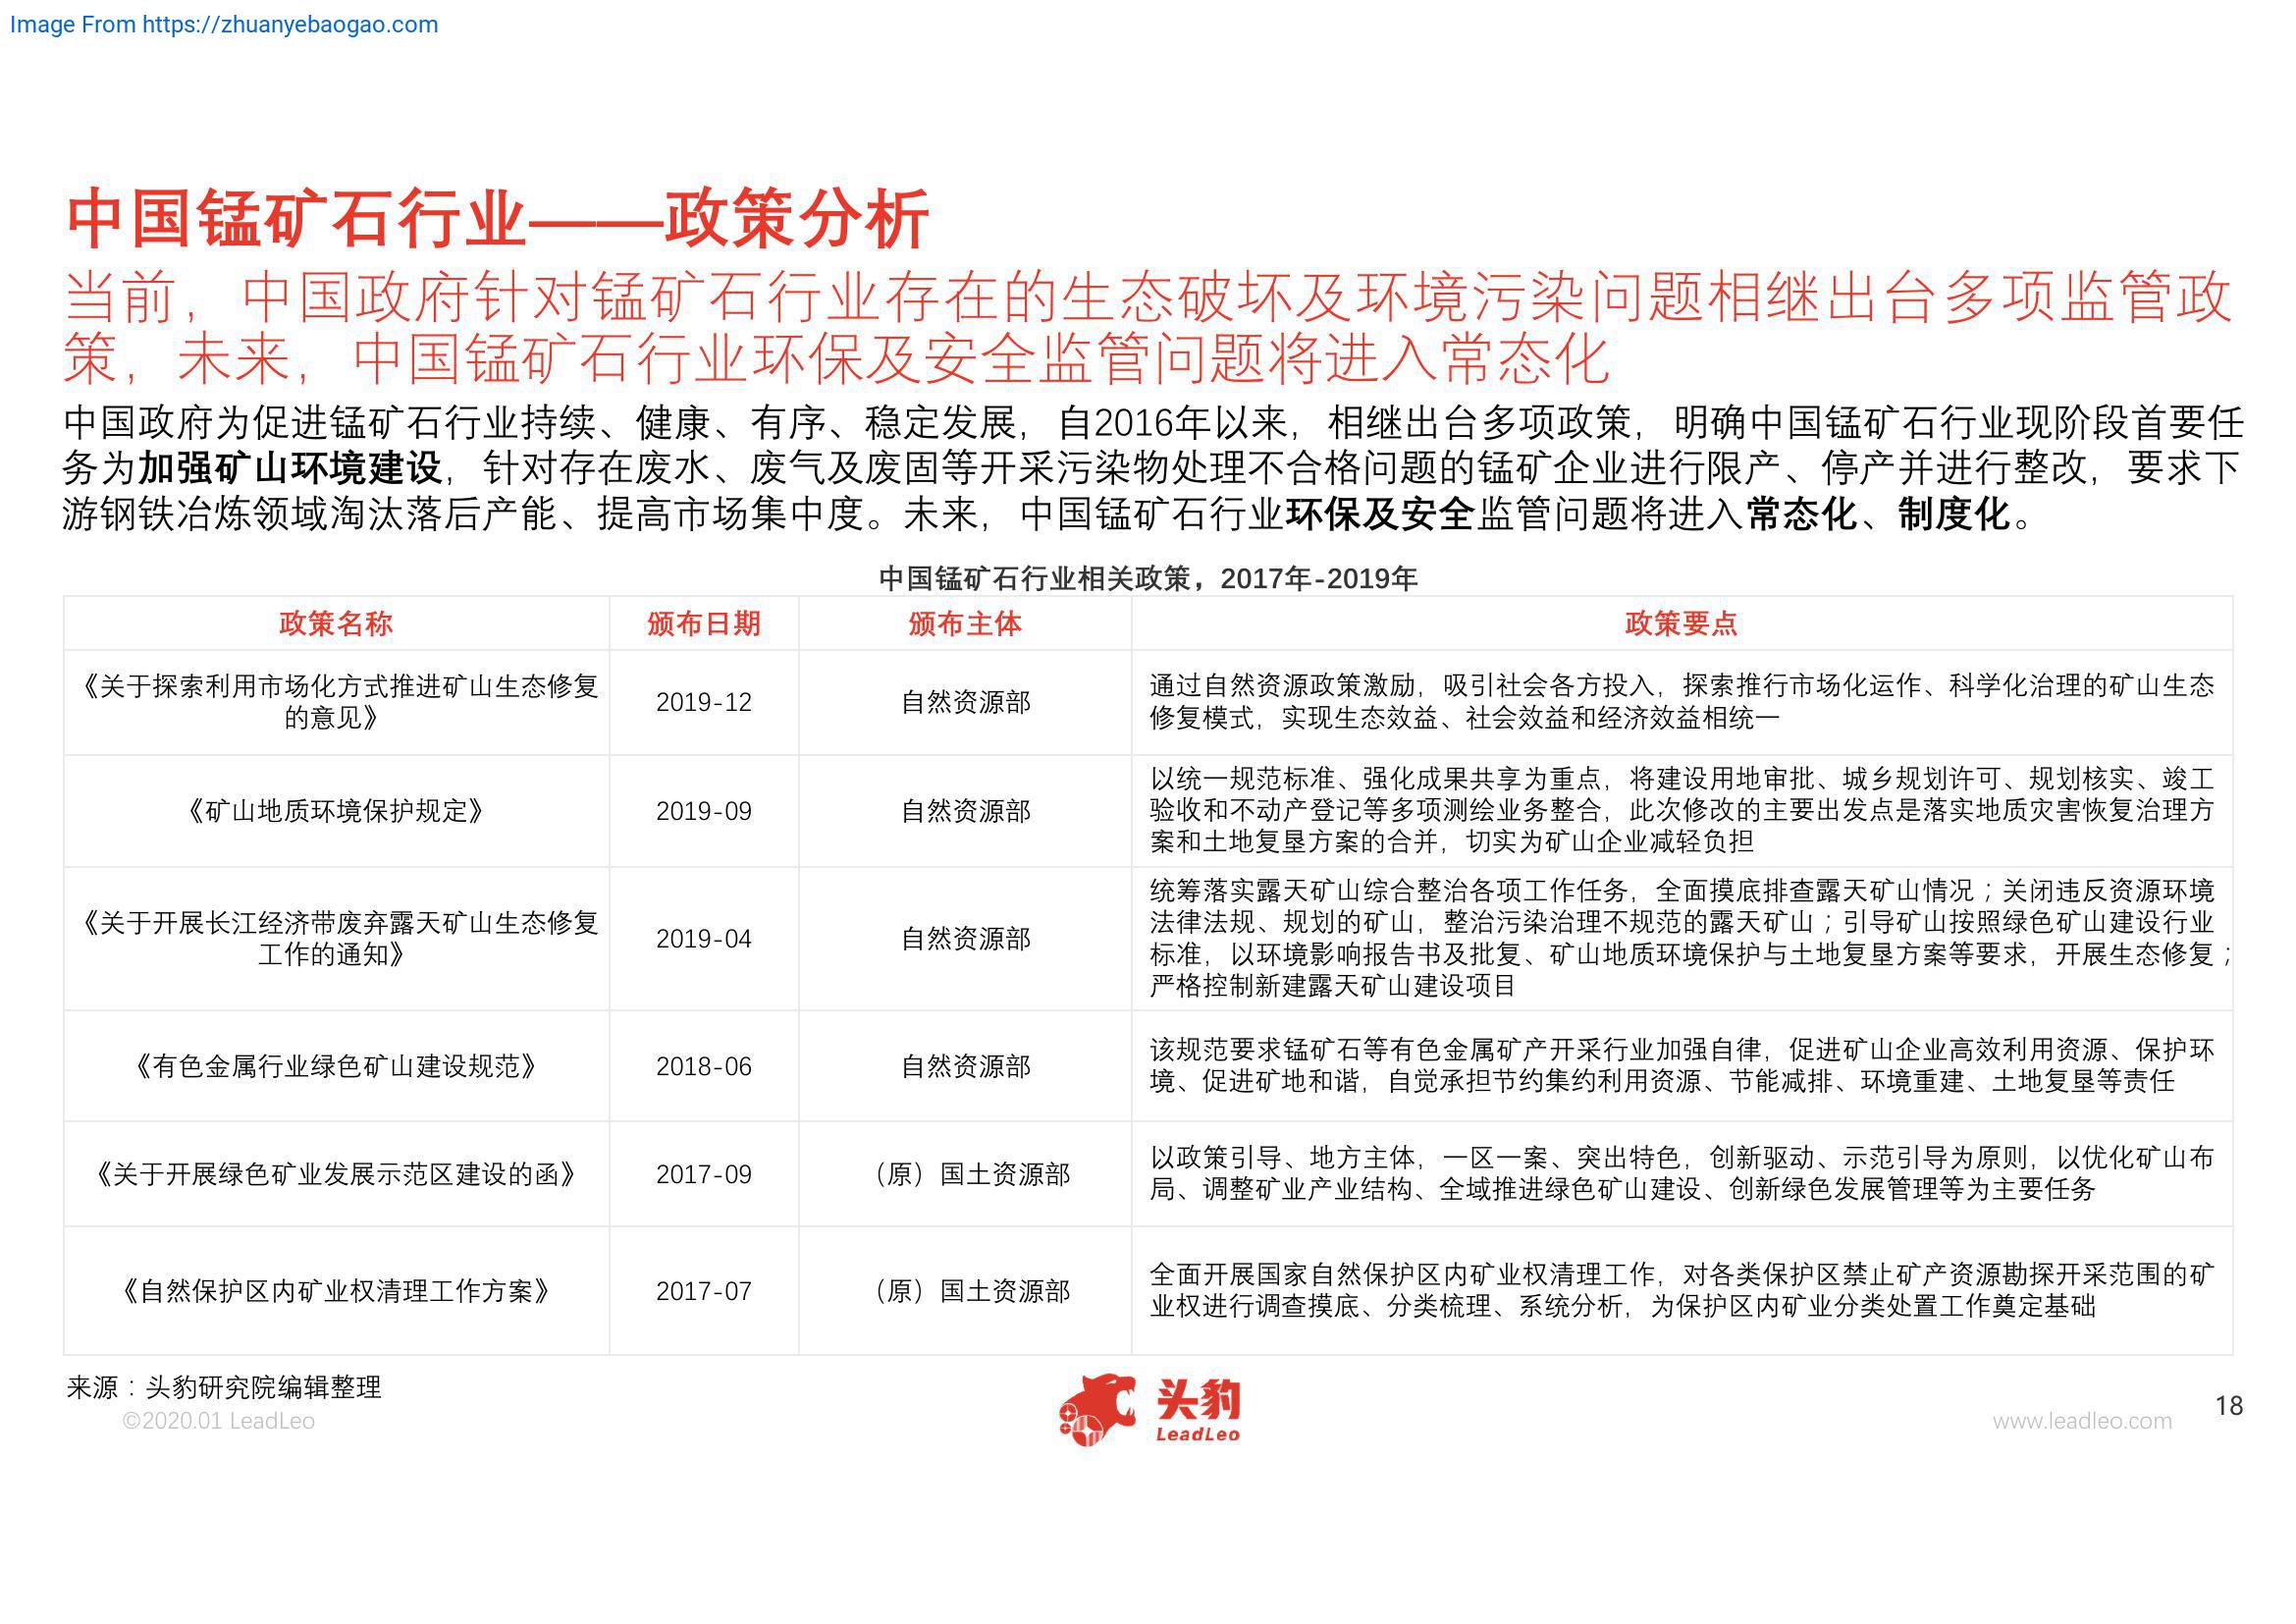 Image From https://zhuanyebaogao.com
中国锰矿石行业——政策分析
当前，中国政府针对锰矿石行业存在的生态破坏及环境污染问题相继出台多项监管政
策，未来，中国锰矿石行业环保及安全监管问题将进入常态化
中国政府为促进锰矿石行业持续、健康、有序、稳定发展，自2016年以来，相继出台多项政策，明确中国锰矿石行业现阶段首要任
务为加强矿山环境建设，针对存在废水、废气及废固等开采污染物处理不合格问题的锰矿企业进行限产、停产并进行整改，要求下
游钢铁冶炼领域淘汰落后产能、提高市场集中度。未来，中国锰矿石行业环保及安全监管问题将进入常态化、制度化。
中国锰矿石行业相关政策，2017年-2019年
政策名称 颁布日期 颁布主体 政策要点
《关于探索利用市场化方式推进矿山生态修复
的意见》
2019-12
自然资源部
通过自然资源政策激励，吸引社会各方投入，探索推行市场化运作、科学化治理的矿山生态
修复模式，实现生态效益、社会效益和经济效益相统一
《矿山地质环境保护规定》
2019-09
自然资源部
以统一规范标准、强化成果共享为重点，将建设用地审批、城乡规划许可、规划核实、竣工
验收和不动产登记等多项测绘业务整合，此次修改的主要出发点是落实地质灾害恢复治理方
案和土地复垦方案的合并，切实为矿山企业减轻负担
《关于开展长江经济带废弃露天矿山生态修复
工作的通知》
2019-04
自然资源部
统筹落实露天矿山综合整治各项工作任务，全面摸底排查露天矿山情况；关闭违反资源环境
法律法规、规划的矿山，整治污染治理不规范的露天矿山；引导矿山按照绿色矿山建设行业
标准，以环境影响报告书及批复、矿山地质环境保护与土地复垦方案等要求，开展生态修复；
严格控制新建露天矿山建设项目
《有色金属行业绿色矿山建设规范》
2018-06
自然资源部
该规范要求锰矿石等有色金属矿产开采行业加强自律，促进矿山企业高效利用资源、保护环
境、促进矿地和谐，自觉承担节约集约利用资源、节能减排、环境重建、土地复垦等责任
《关于开展绿色矿业发展示范区建设的函》
2017-09
（原）国土资源部
以政策引导、地方主体，一区一案、突出特色，创新驱动、示范引导为原则，以优化矿山布
局、调整矿业产业结构、全域推进绿色矿山建设、创新绿色发展管理等为主要任务
《自然保护区内矿业权清理工作方案》
2017-07
（原）国土资源部
全面开展国家自然保护区内矿业权清理工作，对各类保护区禁止矿产资源勘探开采范围的矿
业权进行调查摸底、分类梳理、系统分析，为保护区内矿业分类处置工作奠定基础
来源：头豹研究院编辑整理
©2020.01 LeadLeo
头豹
LeadLeo
www.leadleo.com
18